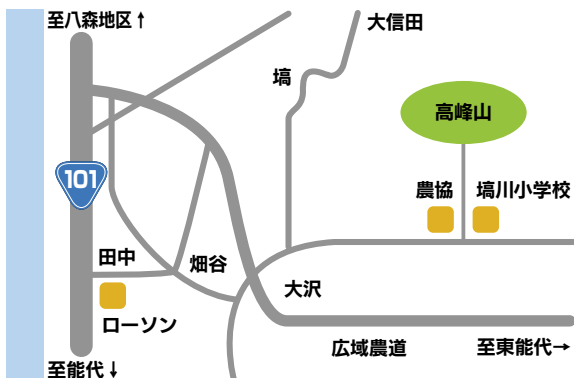 至八森地区↑
大信田
塙
高峰山
101
農協
塙川小学校
田中
畑谷
大沢
ローソン
広域農道
至東能代→
至能代↓